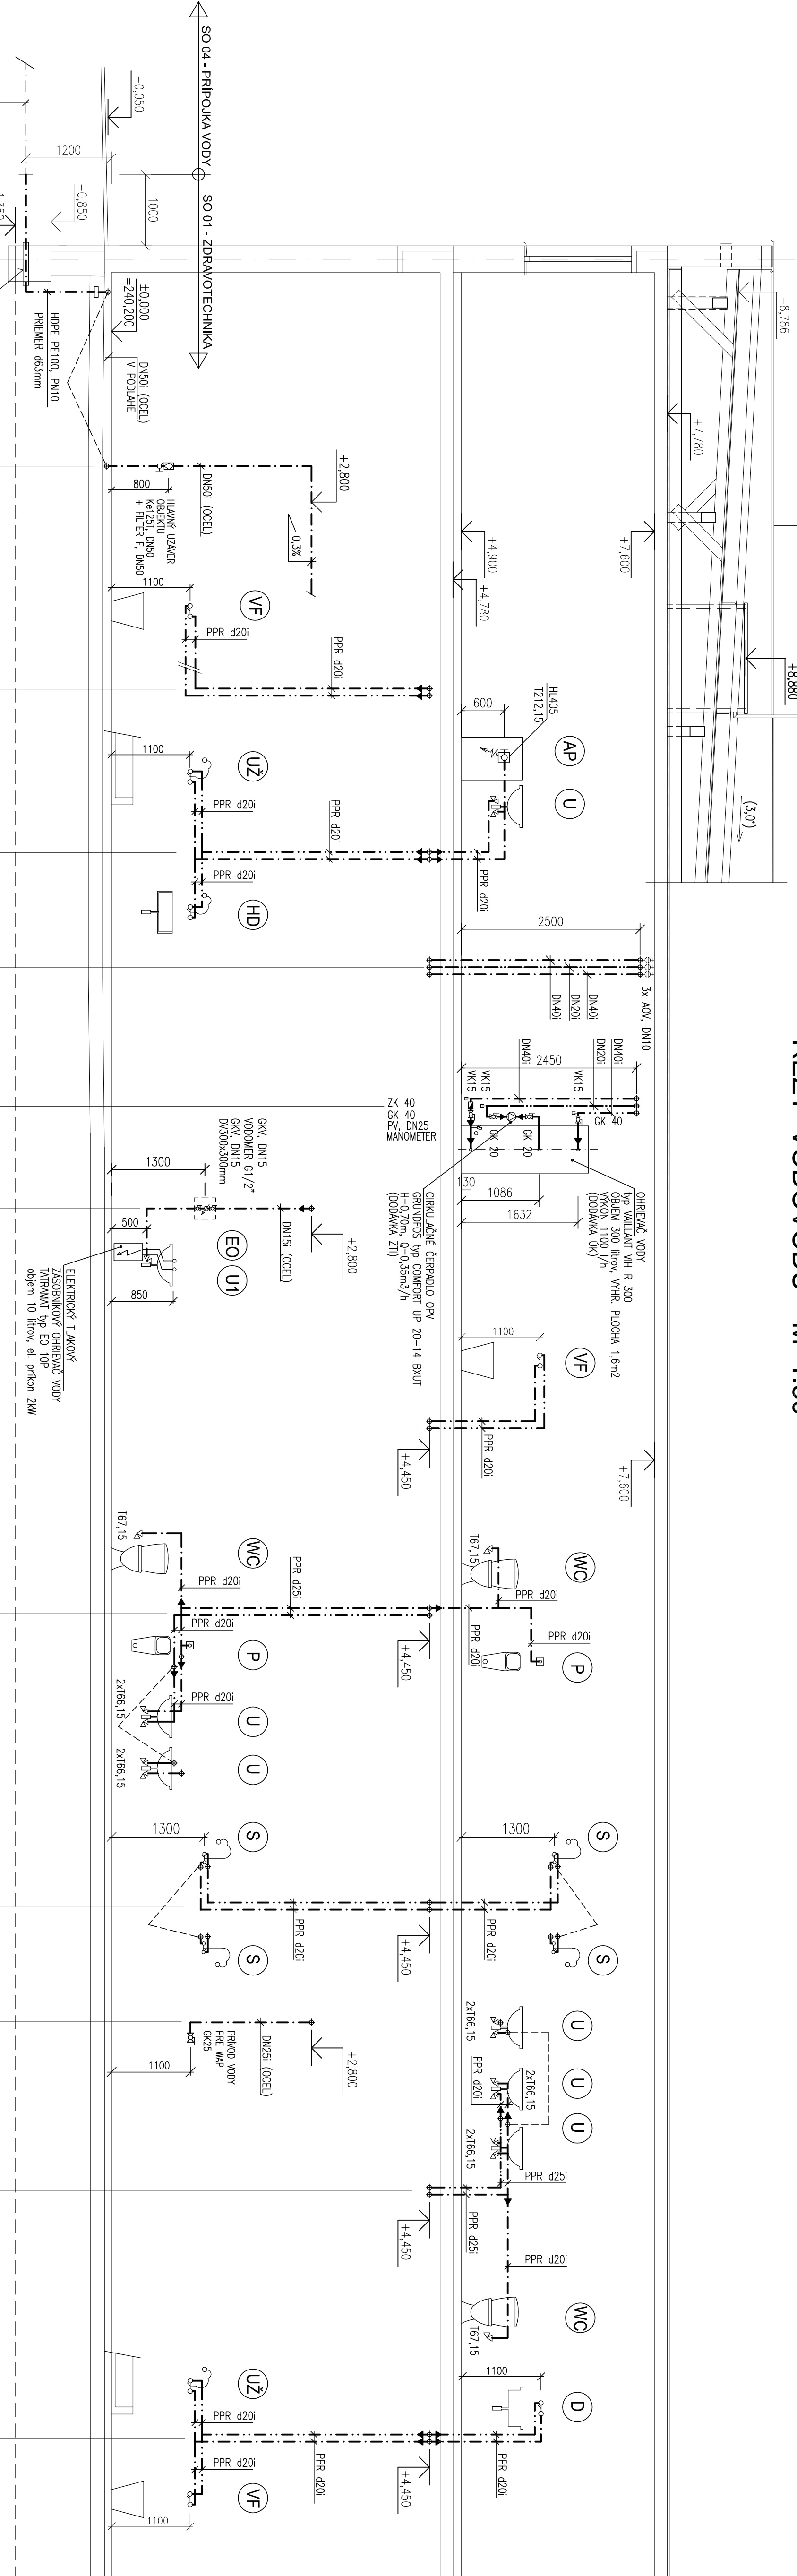 SO 04 - PRÍPOJKA VODY
SO 01 - ZDRAVOTECHNIKA
-0,050
1200
1000
-0,850
±0,000
=240,200
HDPE PE100, PN10
PRIEMER d63mm
DN50i (OCEL)
V PODLAHE
+8,786
+7,780
+8,880
(3,0°)
+2,800
DN50i (OCEL)
0,3%
800
HLAVNÝ UZÁVER
OBJEKTU
Ke125T, DN50
+ FILTER F, DN50
+4,900
+4,780
+7,600
1100
VF
PPR d20i
PPR d20i
HL405
T212,15
600
AP
U
1100
UŽ
PPR d20i
PPR d20i
PPR d20i
PPR d20i
HD
2500
DN40i
DN20i
DN40i
3x AOV, DN10
2450
DN40i
DN20i
DN40i
VK15
VK15
VK15
GK 40
GK 20
GK 20
ZK 40
GK 40
PV, DN25
MANOMETER
130
1086
1632
OHRIEVAČ VODY
typ VAILLANT VIH R 300
OBJEM 300 litrov, VYHR. PLOCHA 1,6m2
VÝKON 1100 l/h
(DODÁVKA ÚK)
CIRKULAČNÉ ČERPADLO OPV
GRUNDFOS typ COMFORT UP 20-14 BXUT
H=0,70m, Q=0,35m3/h
(DODÁVKA ZTI)
GKV, DN15
VODOMER G1/2"
GKV, DN15
DV300x300mm
1300
DN15i (OCEL)
+2,800
EO
U1
500
850
ELEKTRICKÝ TLAKOVÝ
ZÁSOBNÍKOVÝ OHRIEVAČ VODY
TATRAMAT typ EO 10P
objem 10 litrov, el. príkon 2kW
1100
VF
PPR d20i
+4,450
+7,600
T67,15
WC
PPR d20i
PPR d25i
PPR d20i
P
2xT66,15
PPR d20i
U
U
2xT66,15
+4,450
T67,15
WC
PPR d20i
PPR d20i
PPR d20i
P
1300
S
PPR d20i
S
1300
S
PPR d20i
S
+4,450
PRÍVOD VODY
PRE WAP
GK25
DN25i (OCEL)
1100
+2,800
2xT66,15
U
U
U
2xT66,15
PPR d20i
2xT66,15
PPR d25i
PPR d25i
PPR d20i
+4,450
WC
T67,15
1100
D
UŽ
PPR d20i
PPR d20i
PPR d20i
PPR d20i
PPR d20i
PPR d20i
+4,450
VF
1100